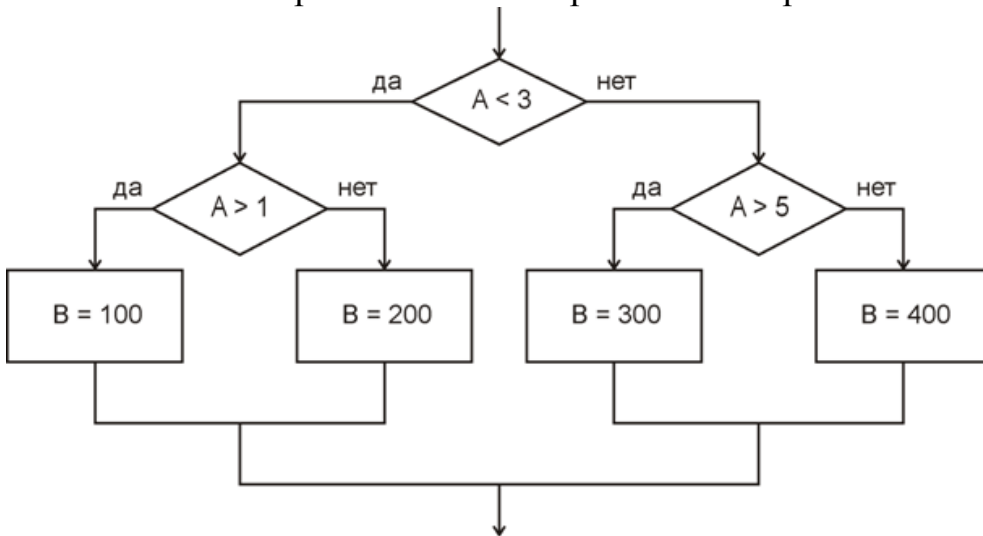 A < 3
да
нет
A > 1
да
нет
A > 5
да
нет
B = 100
B = 200
B = 300
B = 400